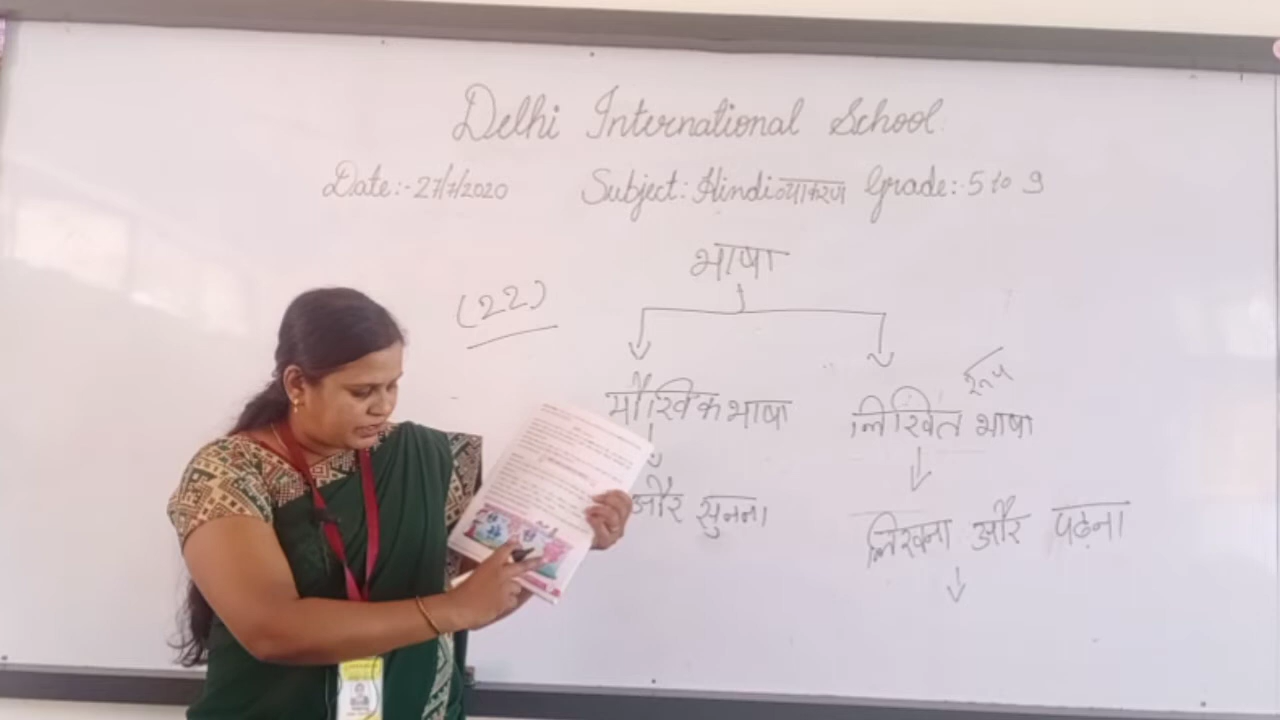 Delhi International School
Date:- 27/7/2020 Subject: Hindi व्याकरण Grade:- 5 to 9
भाषा
(22)
मौखिक भाषा
लिखित भाषा
रूप
और सुनना
लिखना और पढ़ना